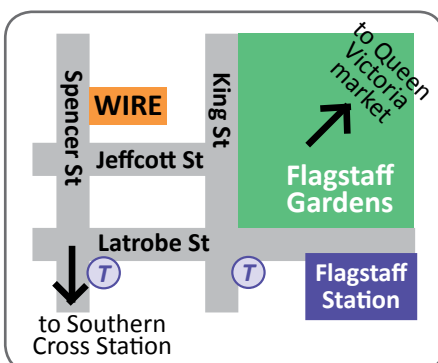 to Queen
Victoria
market
Spencer St
King St
WIRE
Jeffcott St
Flagstaff
Gardens
Latrobe St
T
T
Flagstaff
Station
to Southern
Cross Station